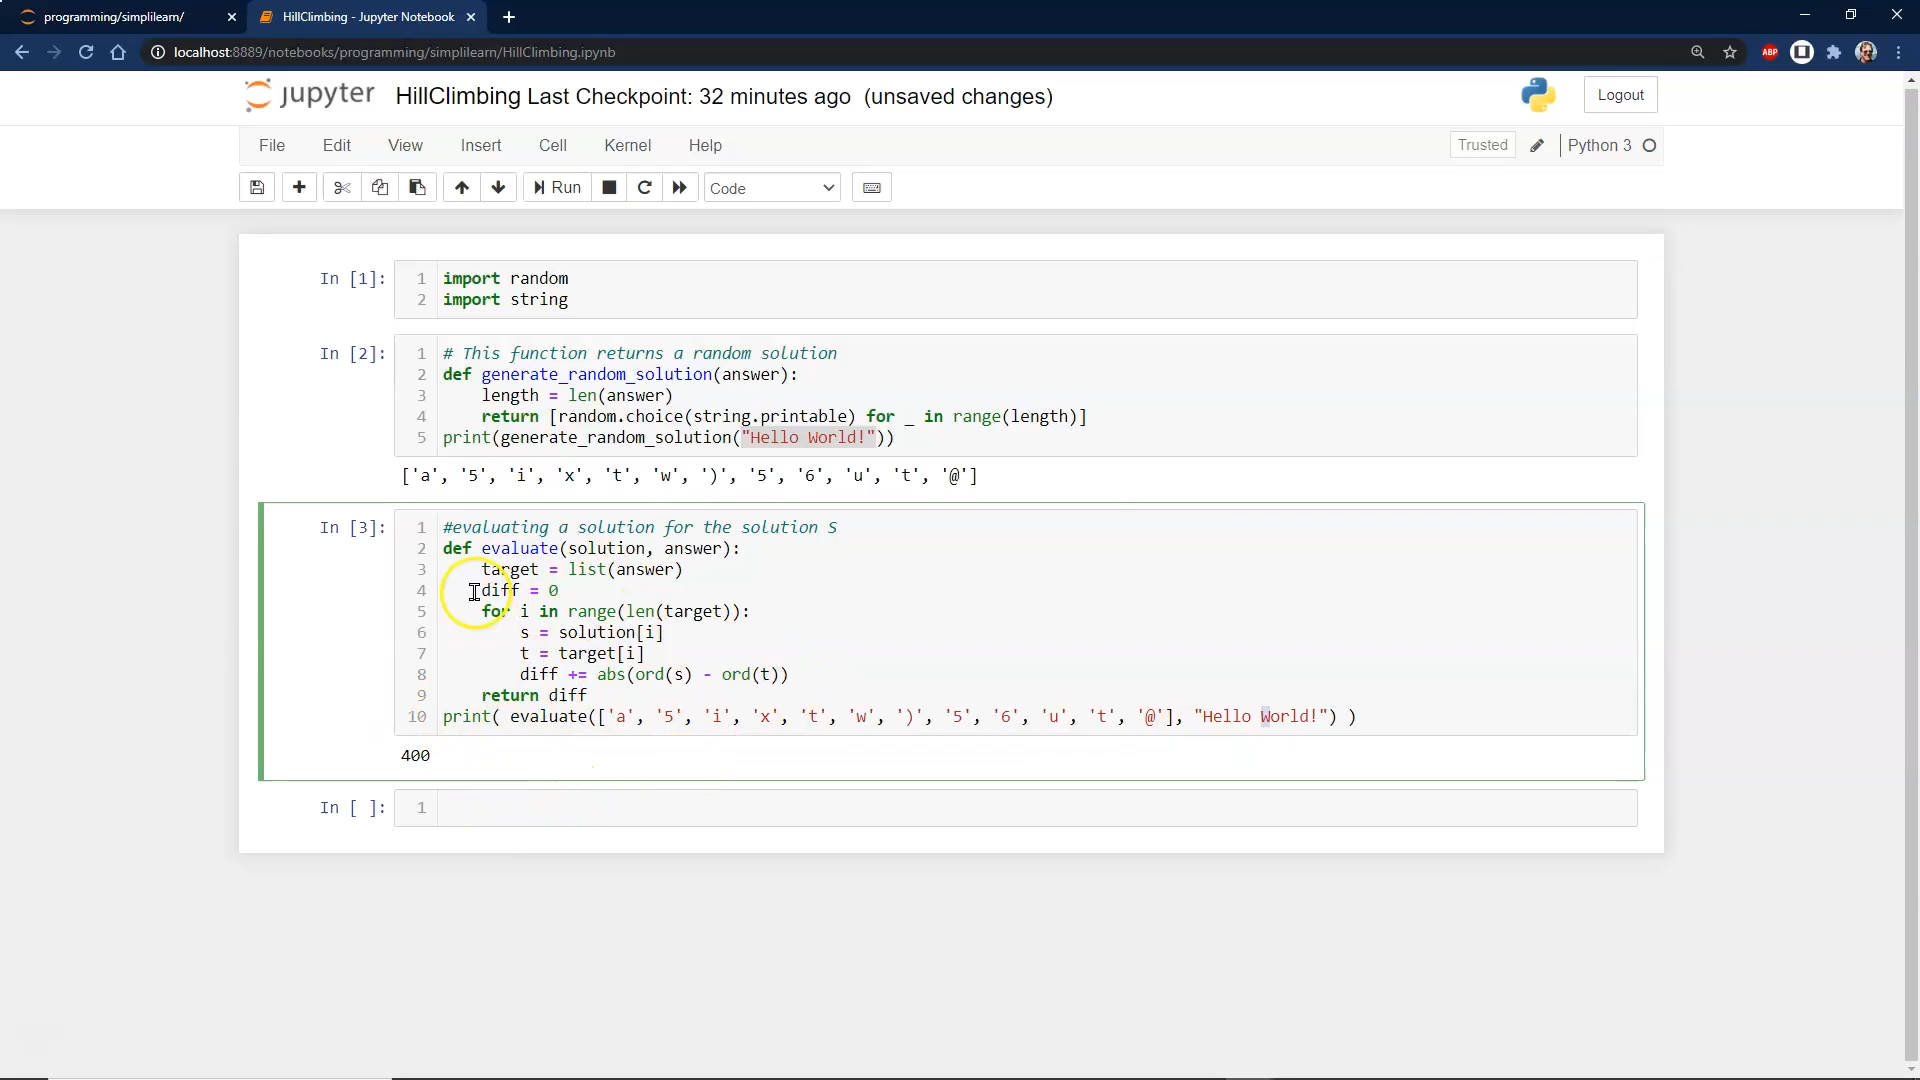 programming/simplilearn/
HillClimbing - Jupyter Notebook
localhost:8889/notebooks/programming/simplilearn/HillClimbing.ipynb
ABP
jupyter HillClimbing Last Checkpoint: 32 minutes ago (unsaved changes)
Logout
File Edit View Insert Cell Kernel Help
Trusted
Python 3
Run
Code
In [1]:
1 import random
2 import string
In [2]:
1 # This function returns a random solution
2 def generate_random_solution(answer):
3     length = len(answer)
4     return [random.choice(string.printable) for _ in range(length)]
5 print(generate_random_solution("Hello World!"))
['a', '5', 'i', 'x', 't', 'w', ')', '5', '6', 'u', 't', '@']
In [3]:
1 #evaluating a solution for the solution S
2 def evaluate(solution, answer):
3     target = list(answer)
4     diff = 0
5     for i in range(len(target)):
6         s = solution[i]
7         t = target[i]
8         diff += abs(ord(s) - ord(t))
9     return diff
10 print( evaluate(['a', '5', 'i', 'x', 't', 'w', ')', '5', '6', 'u', 't', '@'], "Hello World!") )
400
In [ ]:
1